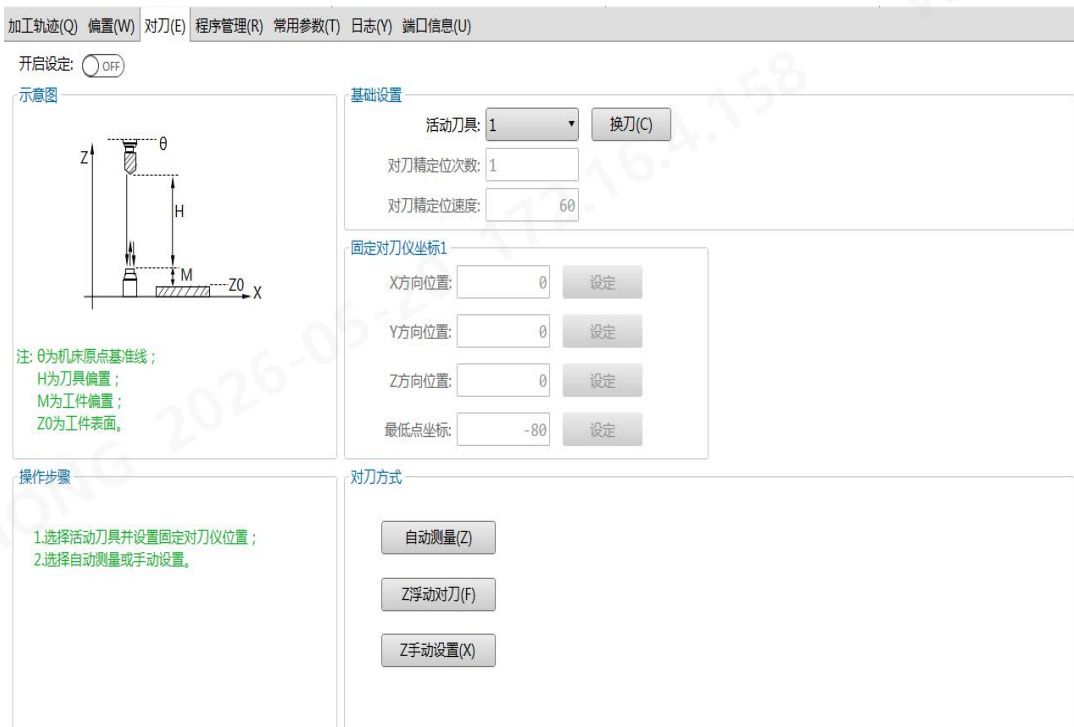 加工轨迹(Q) 偏置(W) 对刀(E) 程序管理(R) 常用参数(T) 日志(Y) 端口信息(U)
开启设定: OFF
示意图
θ
Z
H
M
Z0
X
注: θ为机床原点基准线；
H为刀具偏置；
M为工件偏置；
Z0为工件表面。
基础设置
活动刀具: 1 换刀(C)
对刀精定位次数: 1
对刀精定位速度: 60
固定对刀仪坐标1
X方向位置: 0 设定
Y方向位置: 0 设定
Z方向位置: 0 设定
最低点坐标: -80 设定
操作步骤
1.选择活动刀具并设置固定对刀仪位置；
2.选择自动测量或手动设置。
对刀方式
自动测量(Z)
Z浮动对刀(F)
Z手动设置(X)
2026-05-20 172.16.4.158